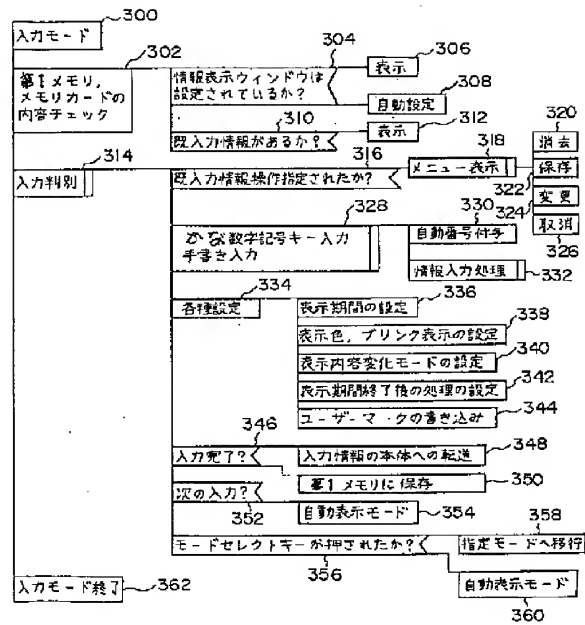 300
入力モード
302
第1メモリ,
メモリカードの
内容チェック
304
情報表示ウィンドウは
設定されているか?
306
表示
308
自動設定
310
既入力情報があるか?
312
表示
314
入力判別
316
既入力情報操作指定されたか?
318
メニュー表示
320
消去
322
保存
324
変更
326
取消
328
かな数字記号キー入力
手書き入力
330
自動番号付与
332
情報入力処理
334
各種設定
336
表示期間の設定
338
表示色,ブリンク表示の設定
340
表示内容変化モードの設定
342
表示期間終了後の処理の設定
344
ユーザーマークの書き込み
346
入力完了?
348
入力情報の本体への転送
350
第1メモリに保存
352
次の入力?
354
自動表示モード
356
モードセレクトキーが押されたか?
358
指定モードへ移行
360
自動表示モード
362
入力モード終了